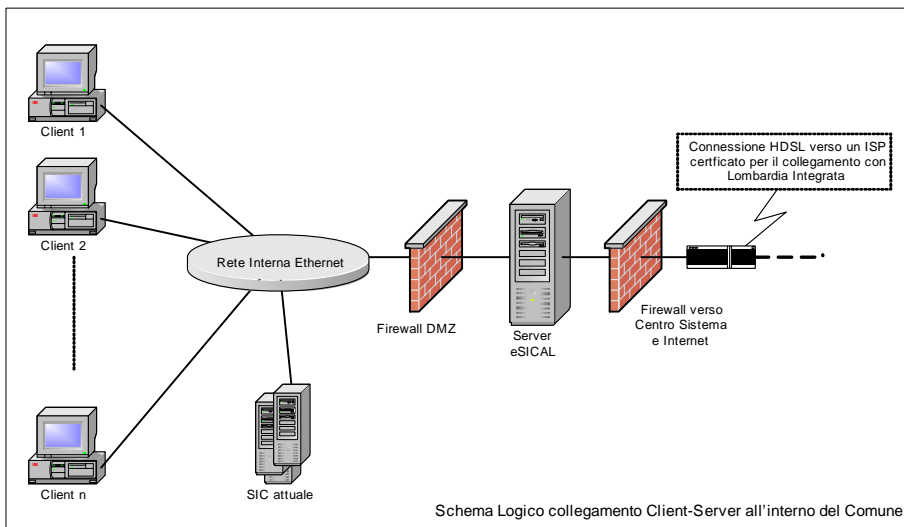 Client 1
Connessione HDSL verso un ISP
certficato per il collegamento con
Lombardia Integrata
Client 2
Rete Interna Ethernet
Firewall DMZ
Server
eSICAL
Firewall verso
Centro Sistema
e Internet
Client n
SIC attuale
Schema Logico collegamento Client-Server all'interno del Comune